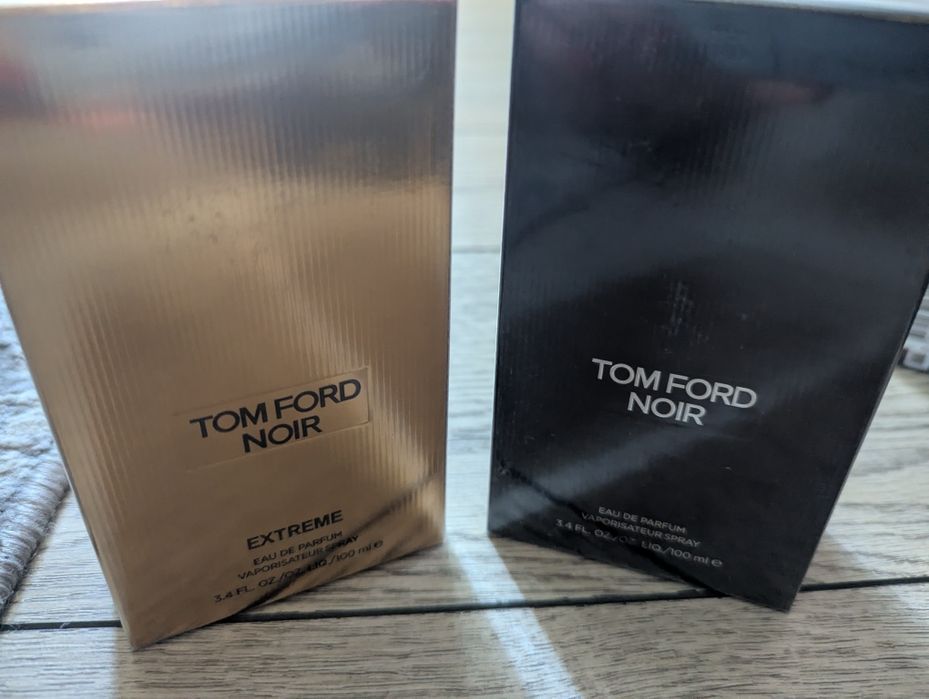 TOM FORD
NOIR
EXTREME
EAU DE PARFUM
VAPORISATEUR SPRAY
3.4 FL. OZ./OZ. LIQ./100 ml e
TOM FORD
NOIR
EAU DE PARFUM
VAPORISATEUR SPRAY
3.4 FL. OZ./OZ. LIQ./100 ml e